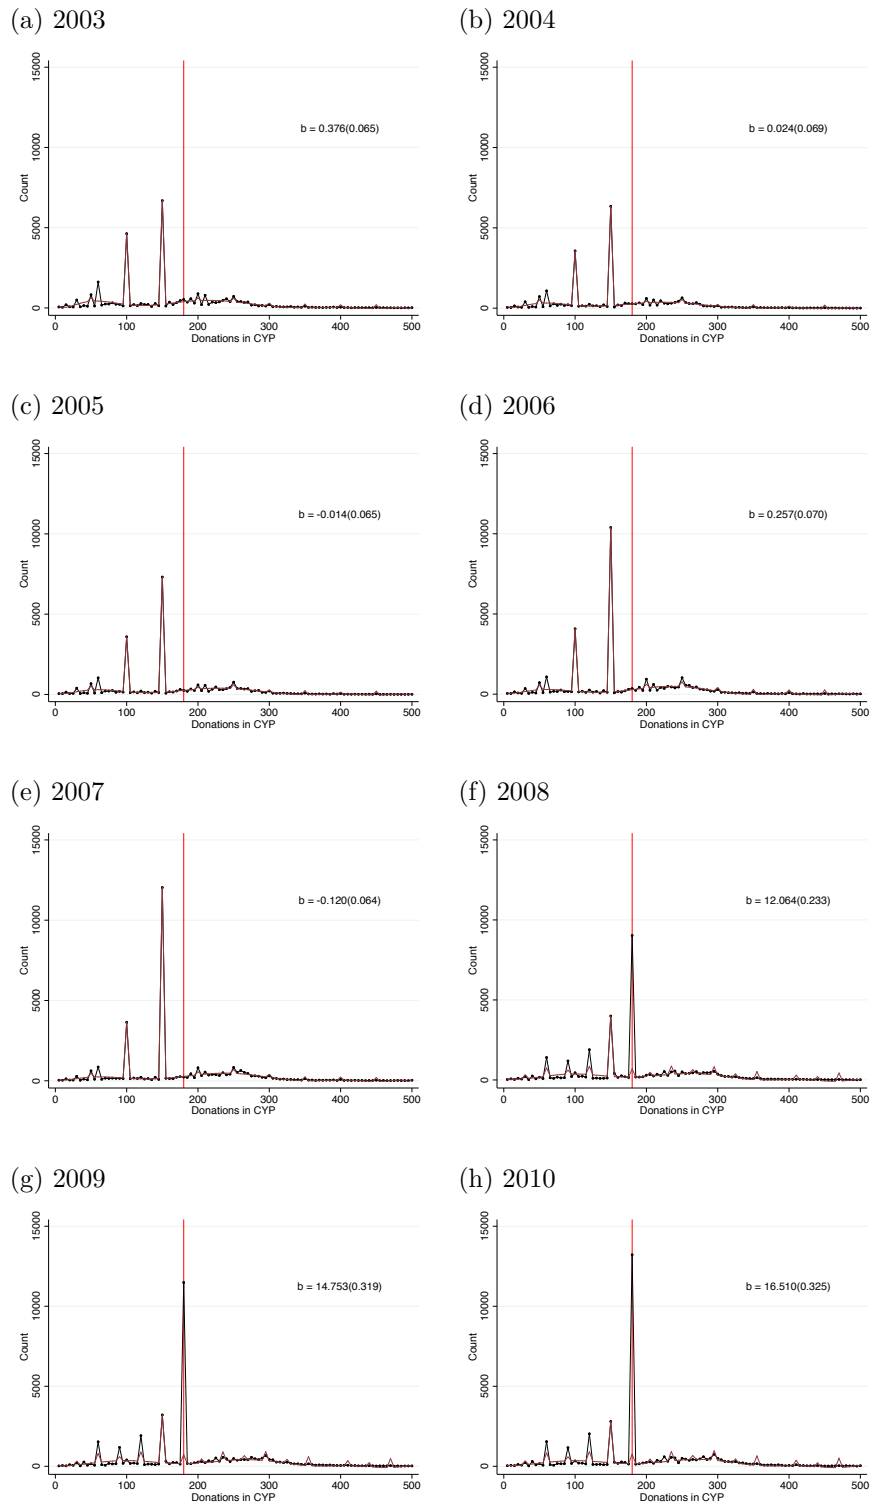 (a) 2003
15000
10000
5000
0
Count
b = 0.376(0.065)
0 100 200 300 400 500
Donations in CYP
(b) 2004
15000
10000
5000
0
Count
b = 0.024(0.069)
0 100 200 300 400 500
Donations in CYP
(c) 2005
15000
10000
5000
0
Count
b = -0.014(0.065)
0 100 200 300 400 500
Donations in CYP
(d) 2006
15000
10000
5000
0
Count
b = 0.257(0.070)
0 100 200 300 400 500
Donations in CYP
(e) 2007
15000
10000
5000
0
Count
b = -0.120(0.064)
0 100 200 300 400 500
Donations in CYP
(f) 2008
15000
10000
5000
0
Count
b = 12.064(0.233)
0 100 200 300 400 500
Donations in CYP
(g) 2009
15000
10000
5000
0
Count
b = 14.753(0.319)
0 100 200 300 400 500
Donations in CYP
(h) 2010
15000
10000
5000
0
Count
b = 16.510(0.325)
0 100 200 300 400 500
Donations in CYP